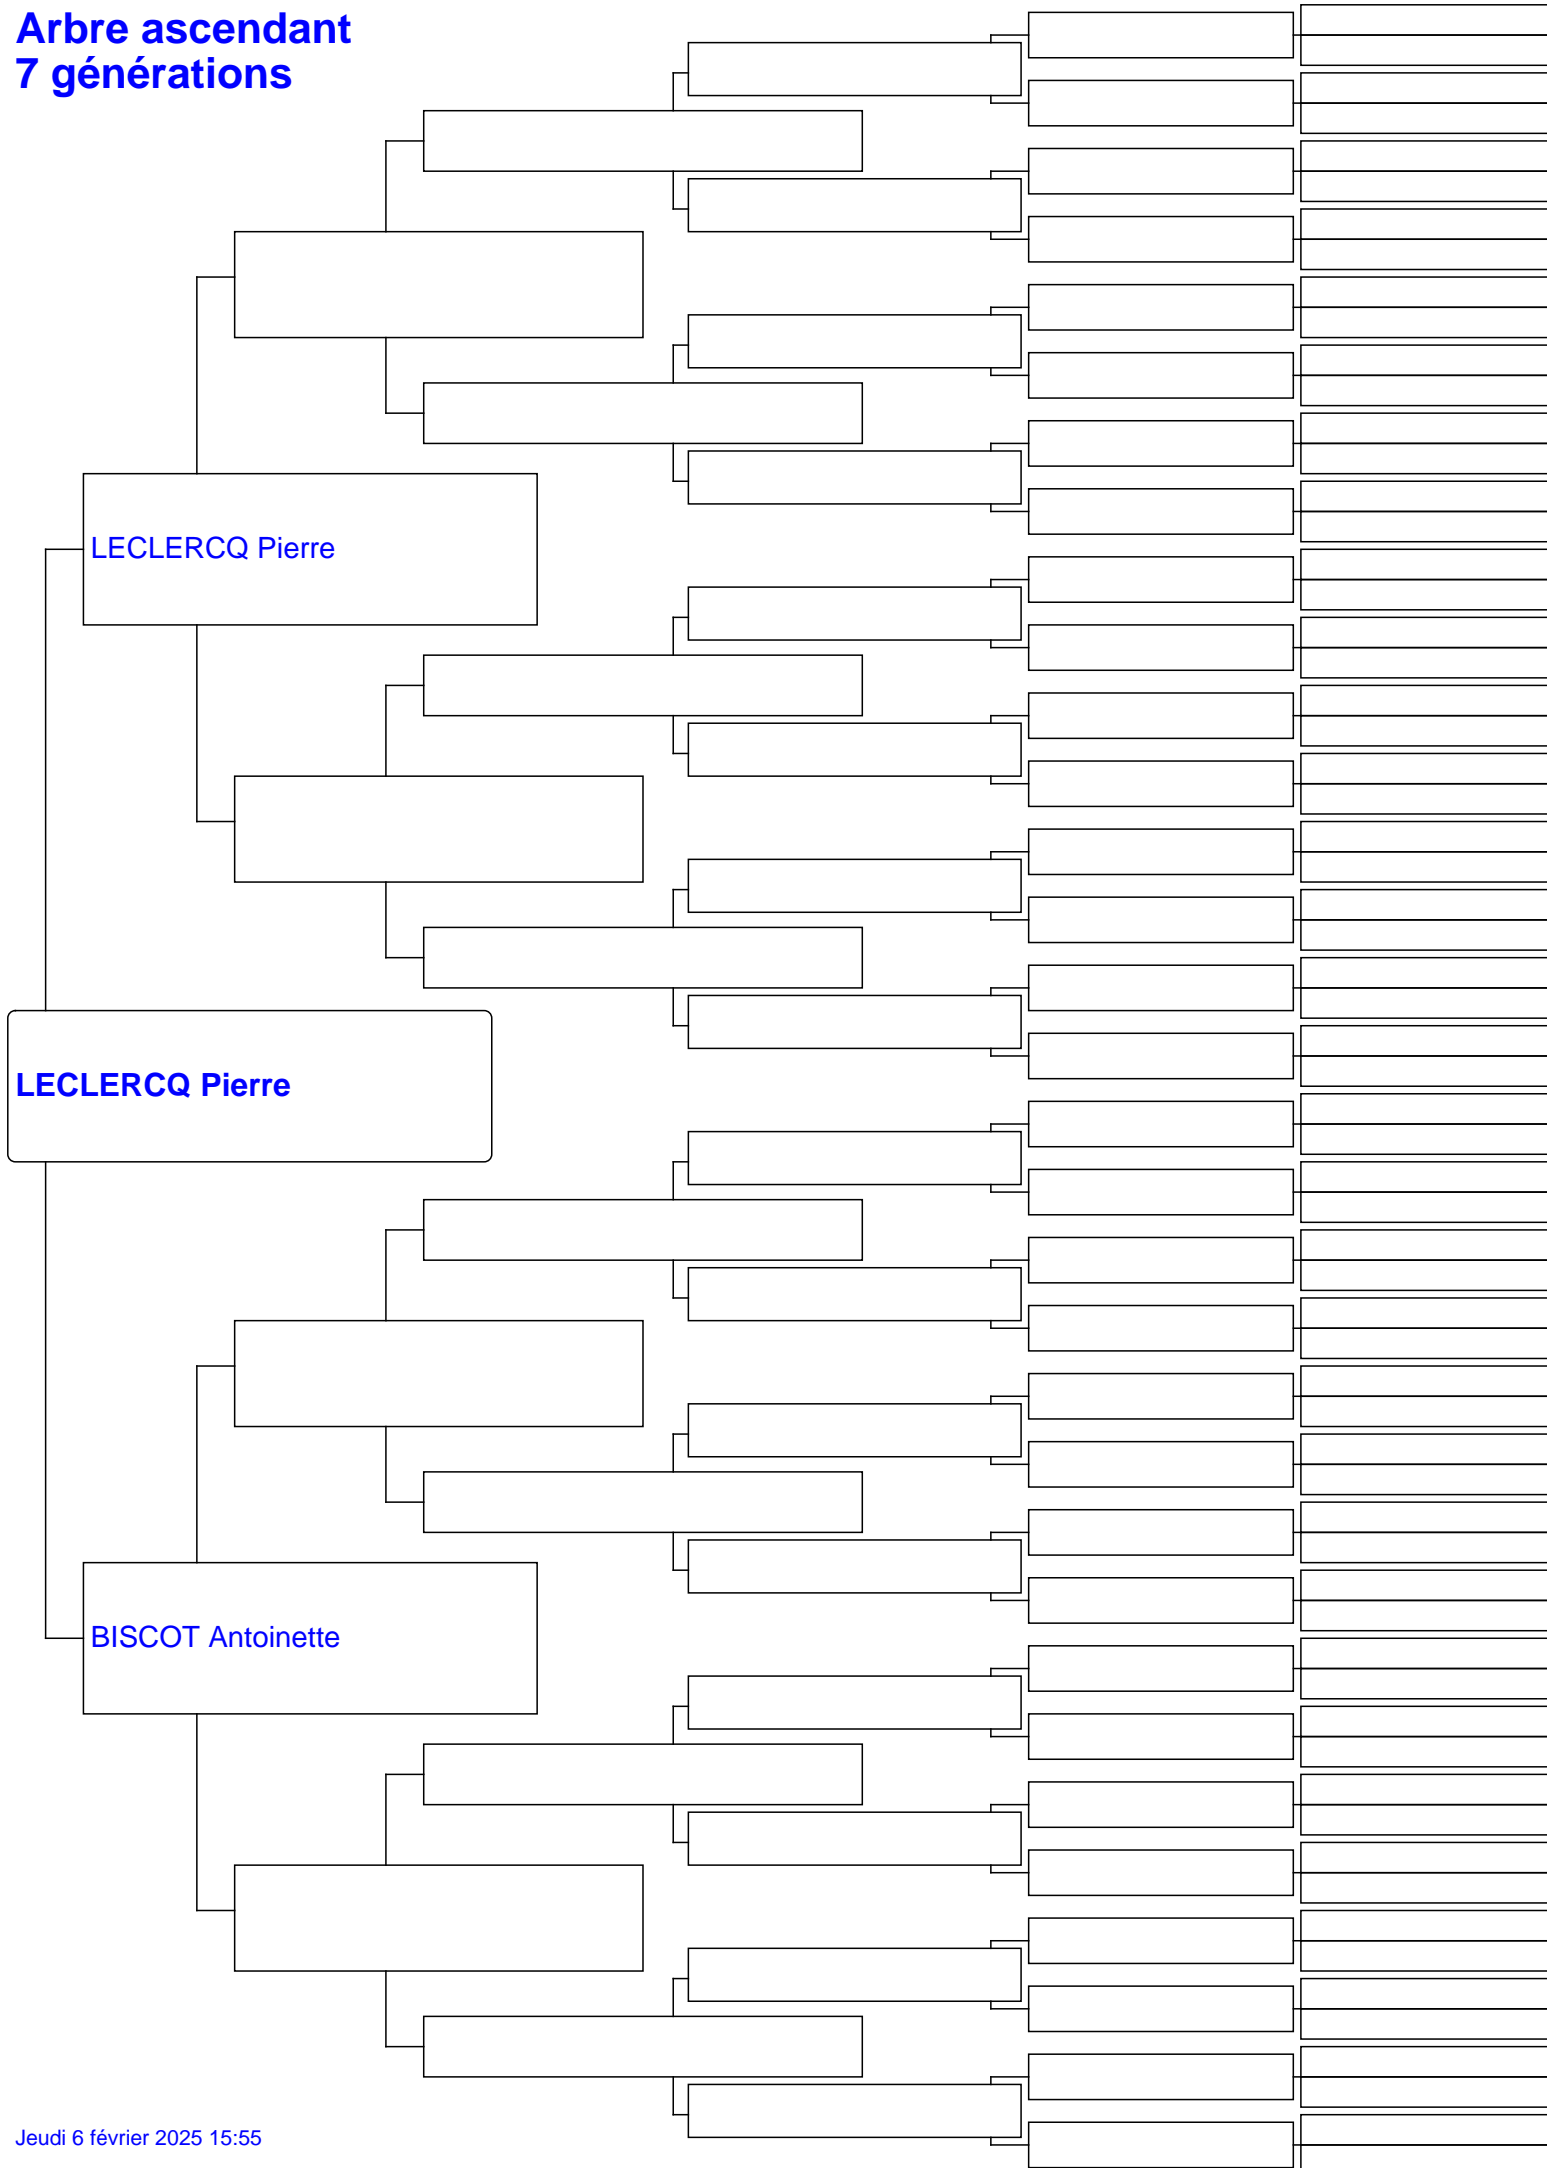 Arbre ascendant
7 générations
LECLERCQ Pierre
LECLERCQ Pierre
BISCOT Antoinette
Jeudi 6 février 2025 15:55